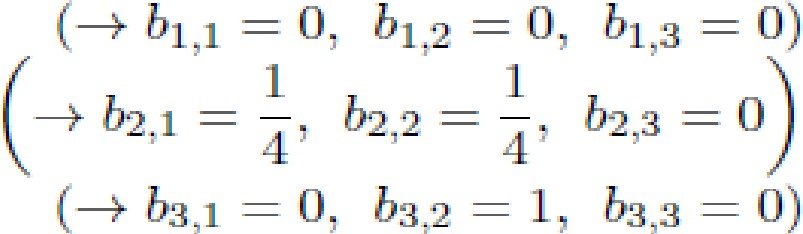 (→ b₁,₁ = 0, b₁,₂ = 0, b₁,₃ = 0)
(→ b₂,₁ = 1/4, b₂,₂ = 1/4, b₂,₃ = 0)
(→ b₃,₁ = 0, b₃,₂ = 1, b₃,₃ = 0)